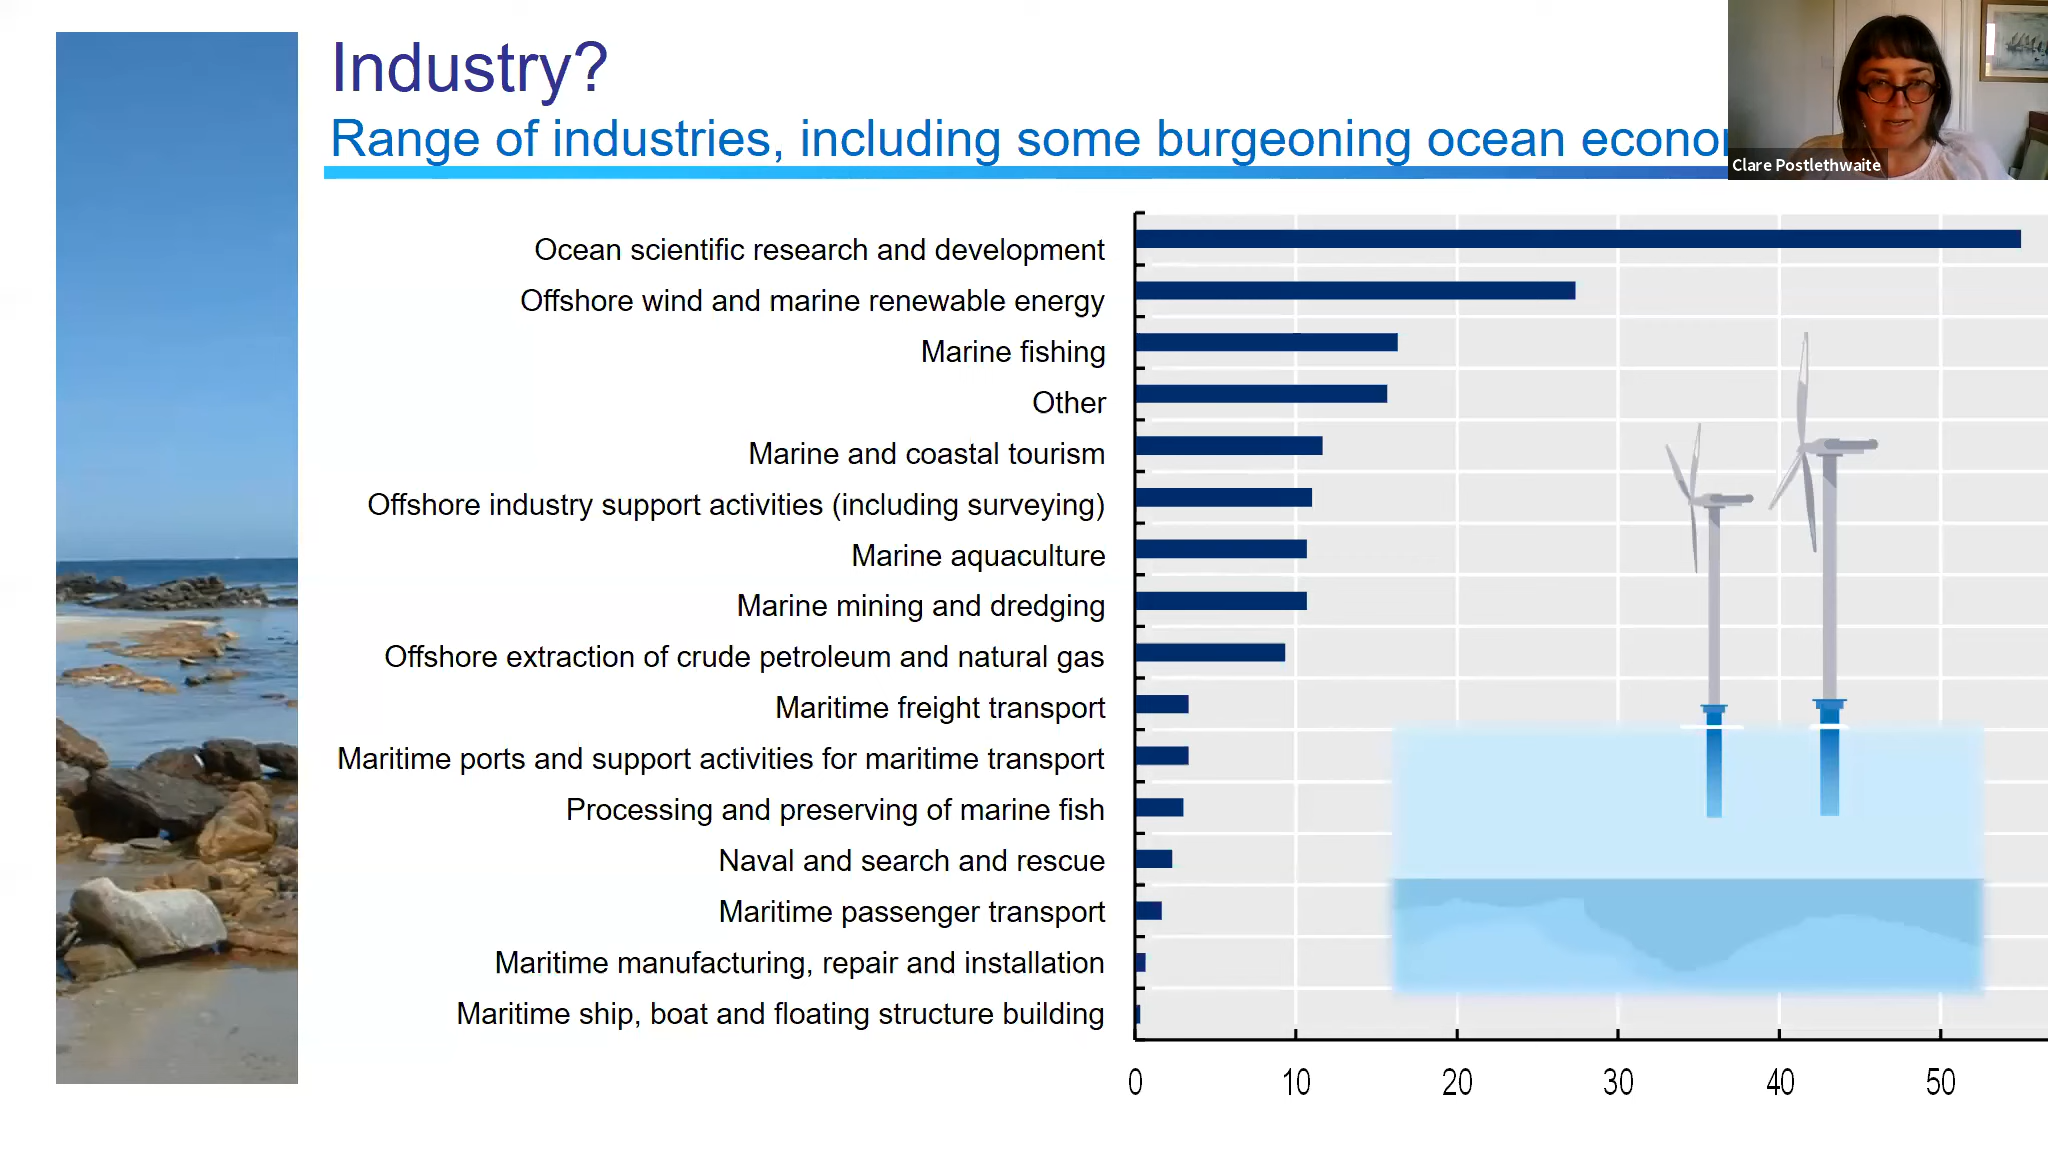 Industry?
Range of industries, including some burgeoning ocean econo
Clare Postlethwaite
Ocean scientific research and development
Offshore wind and marine renewable energy
Marine fishing
Other
Marine and coastal tourism
Offshore industry support activities (including surveying)
Marine aquaculture
Marine mining and dredging
Offshore extraction of crude petroleum and natural gas
Maritime freight transport
Maritime ports and support activities for maritime transport
Processing and preserving of marine fish
Naval and search and rescue
Maritime passenger transport
Maritime manufacturing, repair and installation
Maritime ship, boat and floating structure building
0 10 20 30 40 50